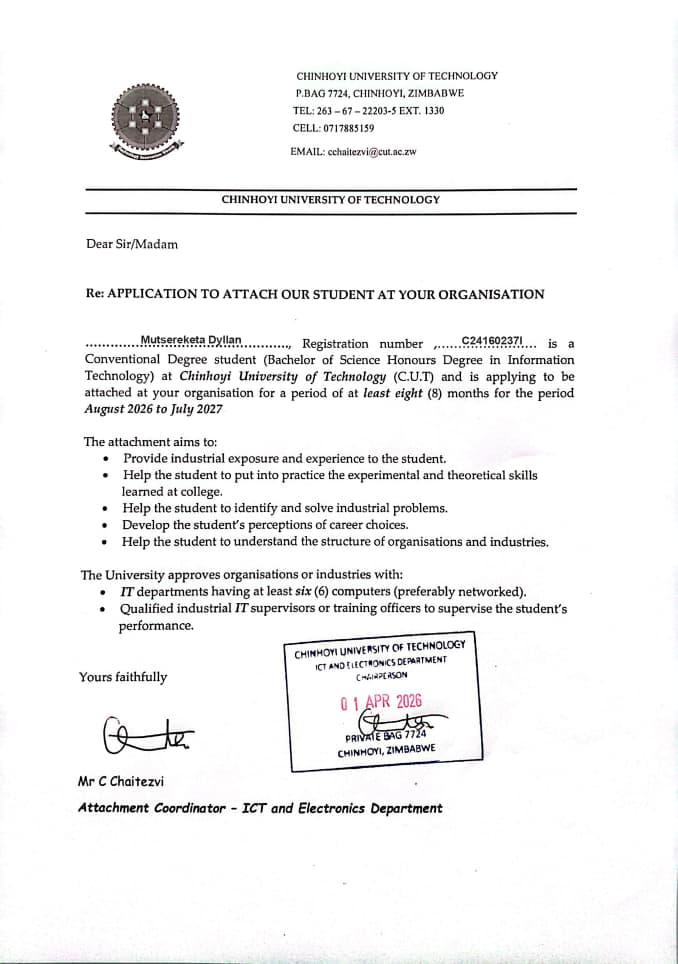 CHINHOYI UNIVERSITY OF TECHNOLOGY
P.BAG 7724, CHINHOYI, ZIMBABWE
TEL: 263 – 67 – 22203-5 EXT. 1330
CELL: 0717885159
EMAIL: cchaitezvi@cut.ac.zw
CHINHOYI UNIVERSITY OF TECHNOLOGY
Dear Sir/Madam
Re: APPLICATION TO ATTACH OUR STUDENT AT YOUR ORGANISATION
.............Mutsereketa Dyllan..........., Registration number ,......C24160237I.... is a
Conventional Degree student (Bachelor of Science Honours Degree in Information
Technology) at Chinhoyi University of Technology (C.U.T) and is applying to be
attached at your organisation for a period of at least eight (8) months for the period
August 2026 to July 2027
The attachment aims to:
• Provide industrial exposure and experience to the student.
• Help the student to put into practice the experimental and theoretical skills
learned at college.
• Help the student to identify and solve industrial problems.
• Develop the student's perceptions of career choices.
• Help the student to understand the structure of organisations and industries.
The University approves organisations or industries with:
• IT departments having at least six (6) computers (preferably networked).
• Qualified industrial IT supervisors or training officers to supervise the student's
performance.
Yours faithfully
CHINHOYI UNIVERSITY OF TECHNOLOGY
ICT AND ELECTRONICS DEPARTMENT
CHAIRPERSON
01 APR 2026
PRIVATE BAG 7724
CHINHOYI, ZIMBABWE
Mr C Chaitezvi
Attachment Coordinator - ICT and Electronics Department